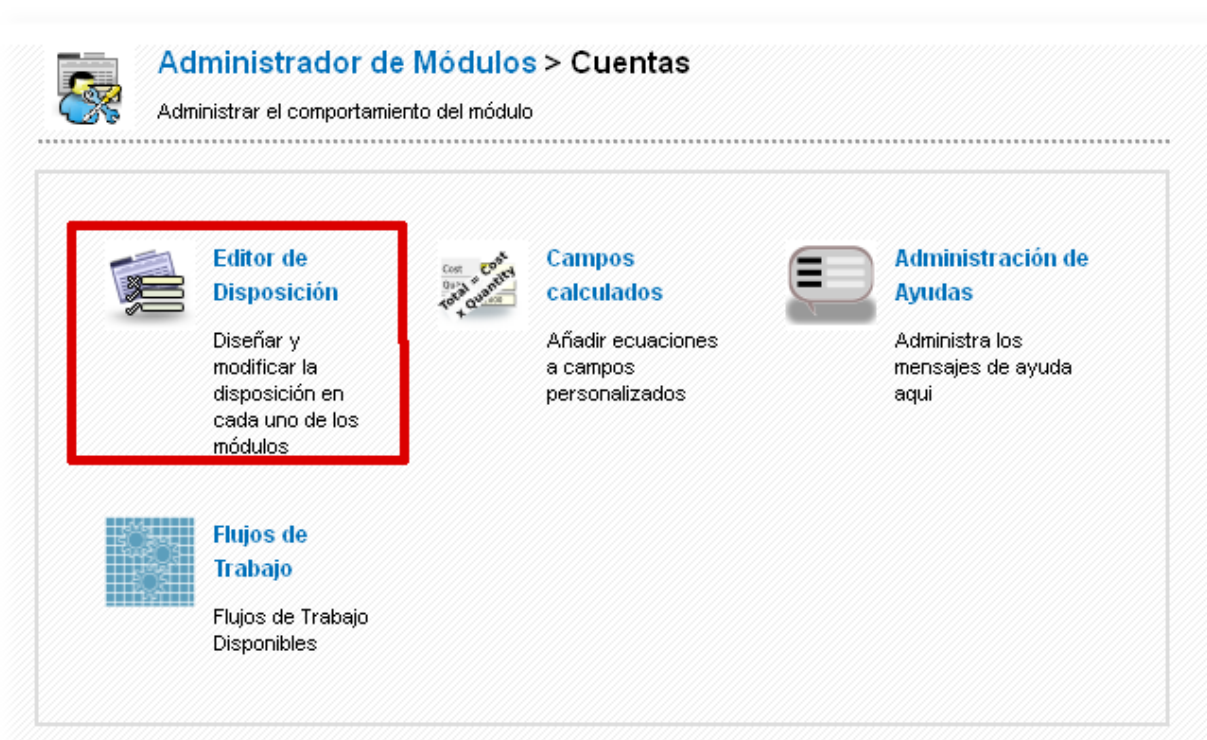 Administrador de Módulos > Cuentas
Administrar el comportamiento del módulo
Editor de
Disposición
Diseñar y
modificar la
disposición en
cada uno de los
módulos
Cost
Cost
Total = Quantity
x
Campos
calculados
Añadir ecuaciones
a campos
personalizados
Administración de
Ayudas
Administra los
mensajes de ayuda
aqui
Flujos de
Trabajo
Flujos de Trabajo
Disponibles